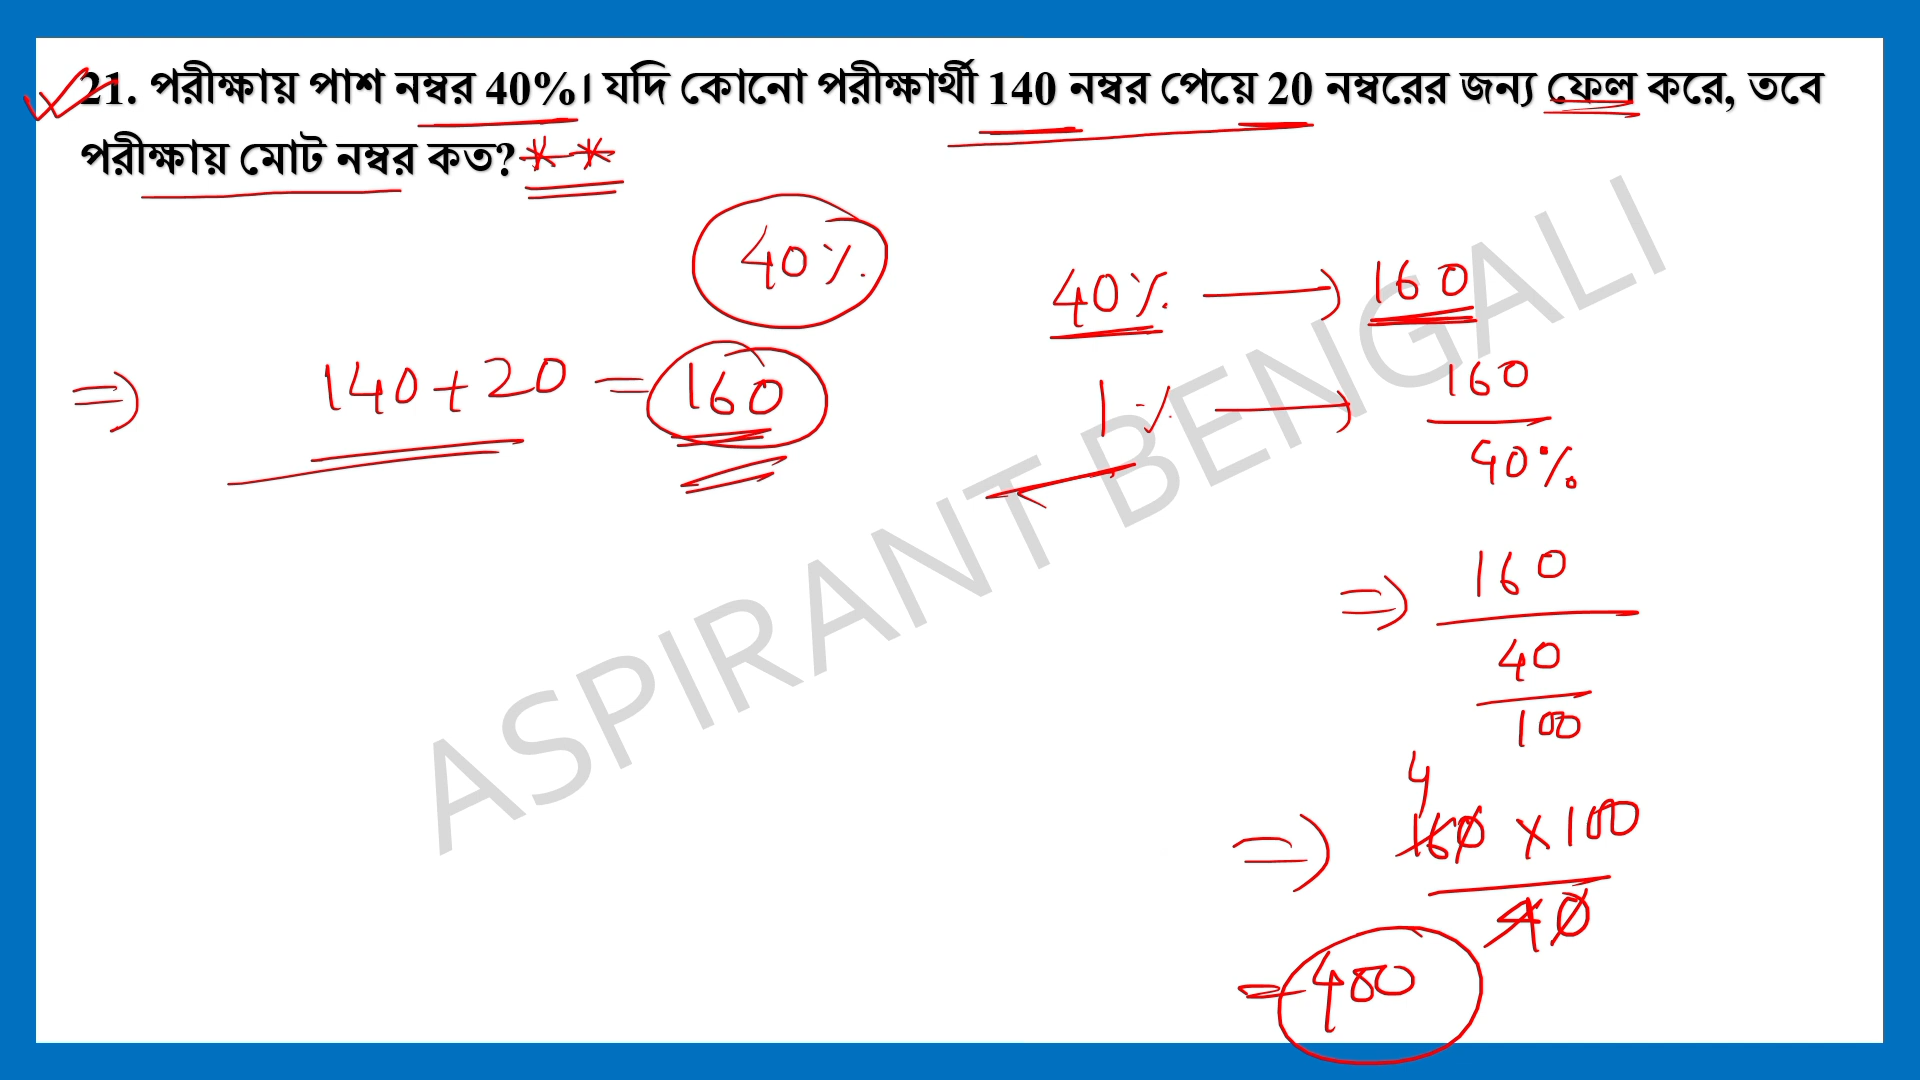 21. পরীক্ষায় পাশ নম্বর 40%। যদি কোনো পরীক্ষার্থী 140 নম্বর পেয়ে 20 নম্বরের জন্য ফেল করে, তবে
পরীক্ষায় মোট নম্বর কত? **
40%
⇒ 140 + 20 = 160
40% → 160
1% → 160
40%
⇒ 160
40
100
4
⇒ 160 × 100
40
= 400
ASPIRANT BENGALI